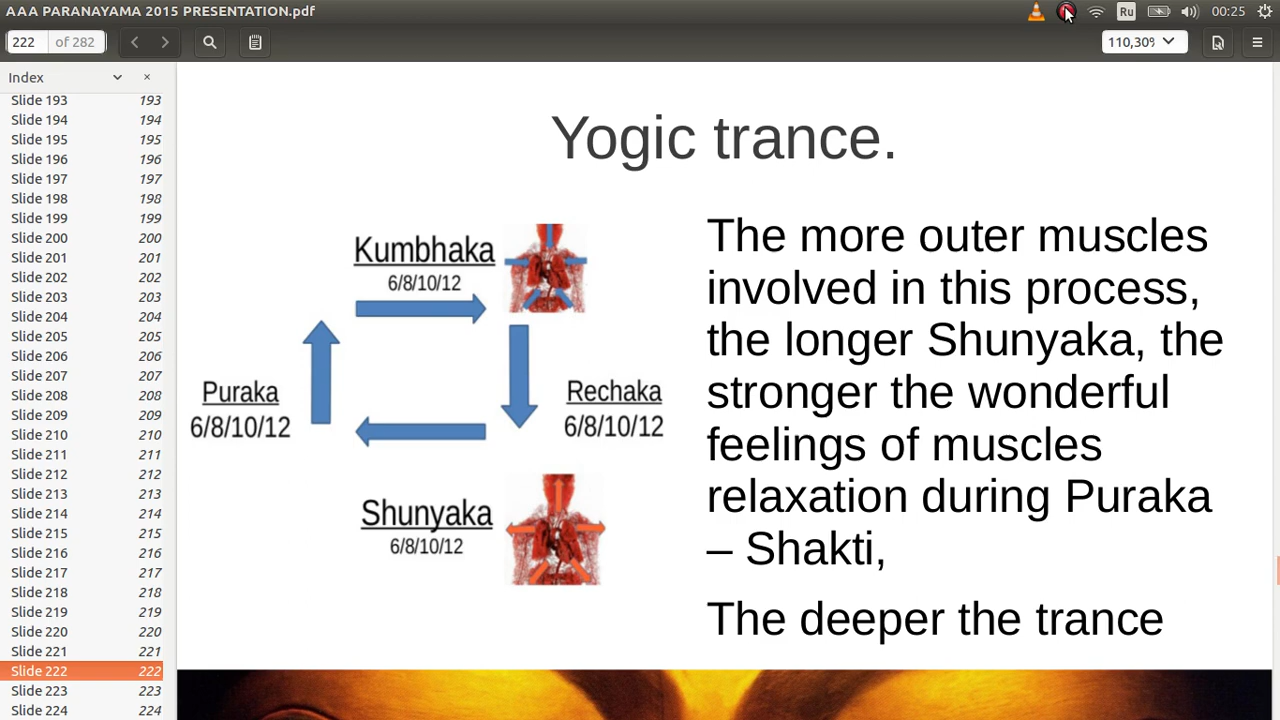 AAA PARANAYAMA 2015 PRESENTATION.pdf
Ru
00:25
222 of 282
110,30%
Index
Slide 193 193
Slide 194 194
Slide 195 195
Slide 196 196
Slide 197 197
Slide 198 198
Slide 199 199
Slide 200 200
Slide 201 201
Slide 202 202
Slide 203 203
Slide 204 204
Slide 205 205
Slide 206 206
Slide 207 207
Slide 208 208
Slide 209 209
Slide 210 210
Slide 211 211
Slide 212 212
Slide 213 213
Slide 214 214
Slide 215 215
Slide 216 216
Slide 217 217
Slide 218 218
Slide 219 219
Slide 220 220
Slide 221 221
Slide 222 222
Slide 223 223
Slide 224 224
Yogic trance.
Kumbhaka
6/8/10/12
Puraka
6/8/10/12
Rechaka
6/8/10/12
Shunyaka
6/8/10/12
The more outer muscles
involved in this process,
the longer Shunyaka, the
stronger the wonderful
feelings of muscles
relaxation during Puraka
– Shakti,
The deeper the trance